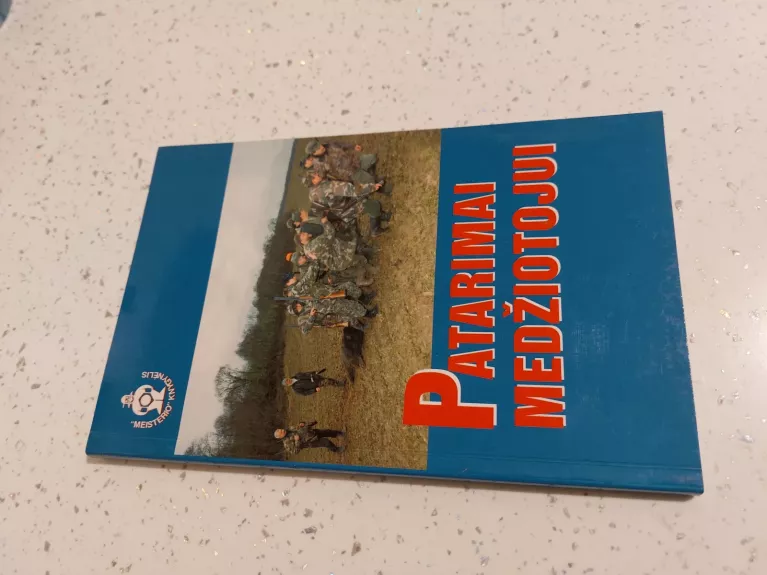 PATARIMAI
MEDŽIOTOJUI
"MEISTERIO" KNYGYNĖLIS